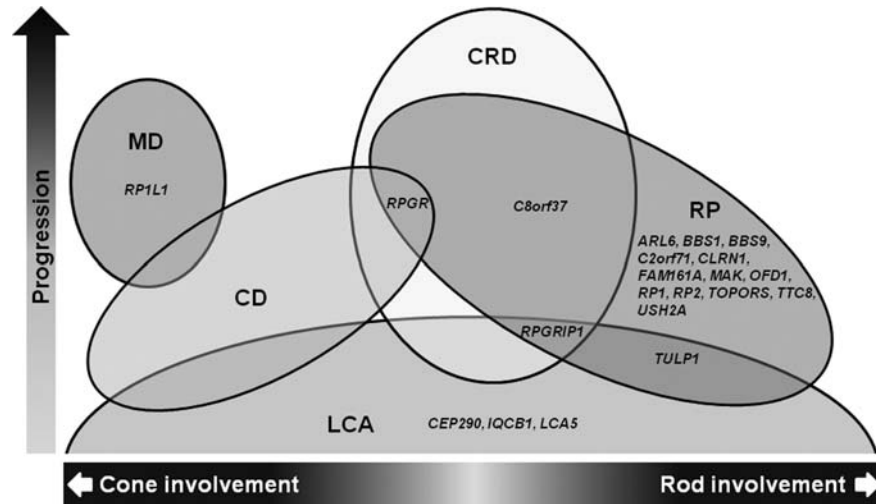 CRD
MD
RP1L1
RPGR
C8orf37
RP
ARL6, BBS1, BBS9,
C2orf71, CLRN1,
FAM161A, MAK, OFD1,
RP1, RP2, TOPORS, TTC8,
USH2A
Progression
CD
RPGRIP1
TULP1
LCA
CEP290, IQCB1, LCA5
Cone involvement
Rod involvement